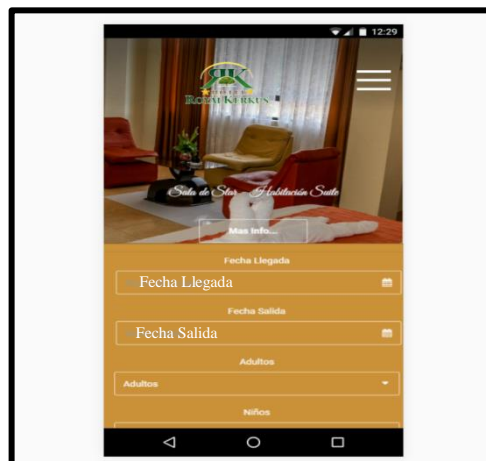 12:29
RK
HOTEL
ROYAL KERKUS
Sala de Star - Habitación Suite
Mas Info...
Fecha Llegada
Fecha Llegada
Fecha Salida
Fecha Salida
Adultos
Adultos
Niños